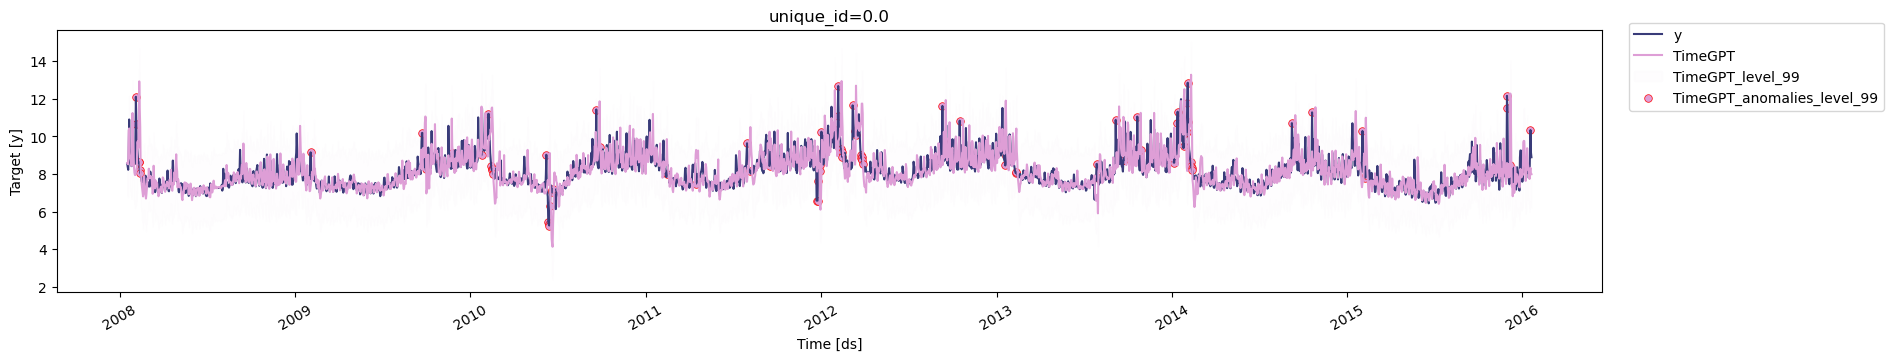 unique_id=0.0
y
TimeGPT
TimeGPT_level_99
TimeGPT_anomalies_level_99
Target [y]
14
12
10
8
6
4
2
2008
2009
2010
2011
2012
2013
2014
2015
2016
Time [ds]